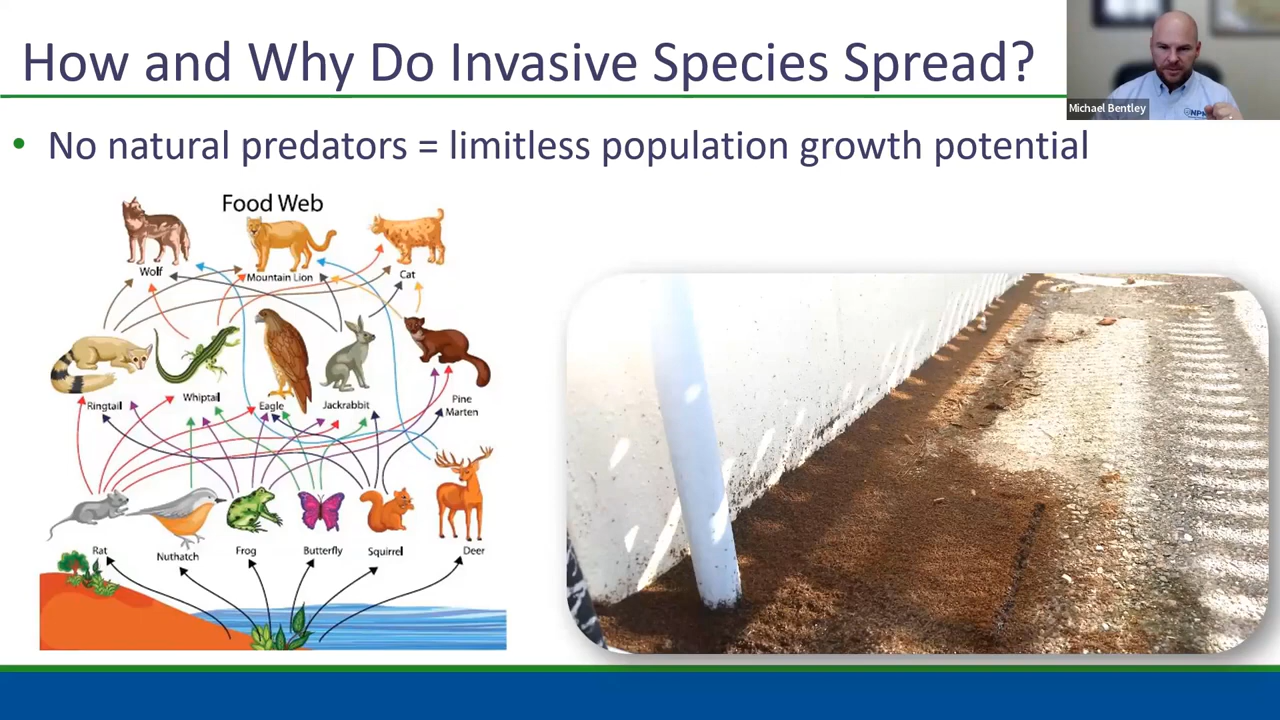 How and Why Do Invasive Species Spread?
Michael Bentley
• No natural predators = limitless population growth potential
Food Web
Wolf
Mountain Lion
Cat
Ringtail
Whiptail
Eagle
Jackrabbit
Pine
Marten
Rat
Nuthatch
Frog
Butterfly
Squirrel
Deer